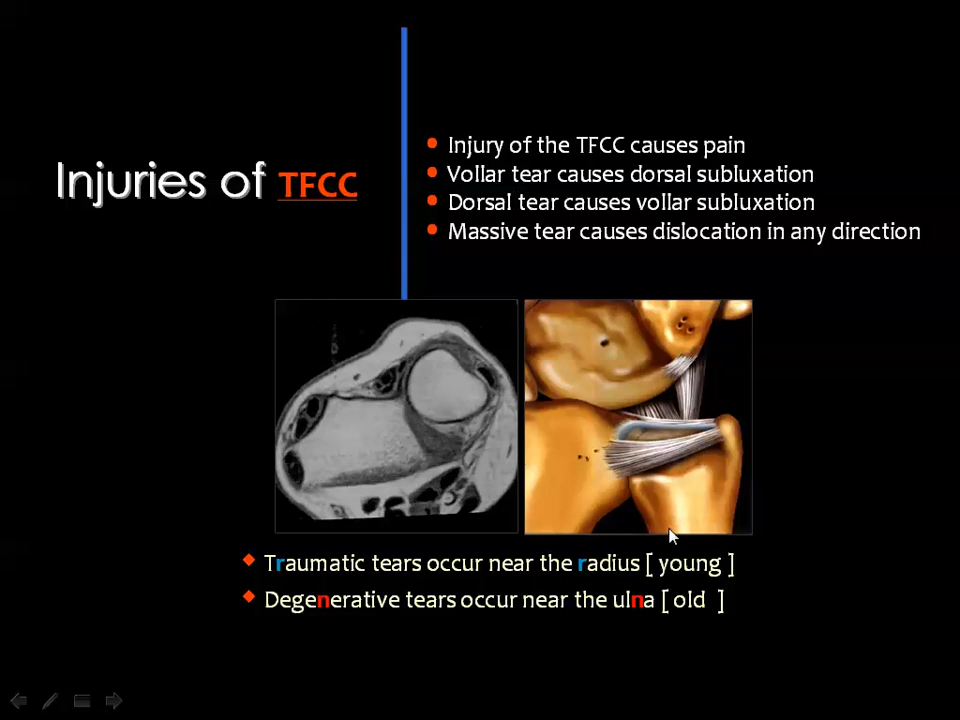 Injuries of TFCC
Injury of the TFCC causes pain
Vollar tear causes dorsal subluxation
Dorsal tear causes vollar subluxation
Massive tear causes dislocation in any direction
Traumatic tears occur near the radius [ young ]
Degenerative tears occur near the ulna [ old ]